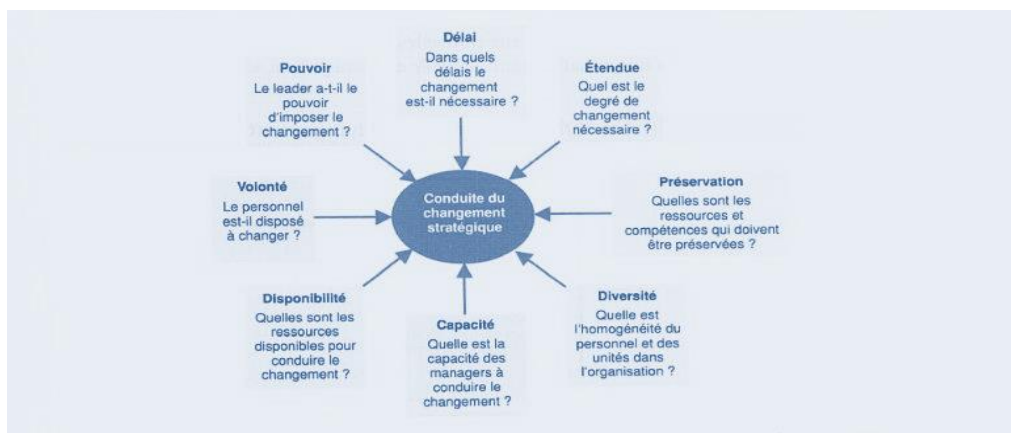 Délai
Dans quels
délais le
changement
est-il nécessaire ?
Étendue
Quel est le
degré de
changement
nécessaire ?
Préservation
Quelles sont les
ressources et
compétences qui doivent
être préservées ?
Diversité
Quelle est
l'homogénéité du
personnel et des
unités dans
l'organisation ?
Capacité
Quelle est la
capacité des
managers à
conduire le
changement ?
Disponibilité
Quelles sont les
ressources
disponibles pour
conduire le
changement ?
Volonté
Le personnel
est-il disposé
à changer ?
Pouvoir
Le leader a-t-il le
pouvoir
d'imposer le
changement ?
Conduite du
changement
stratégique